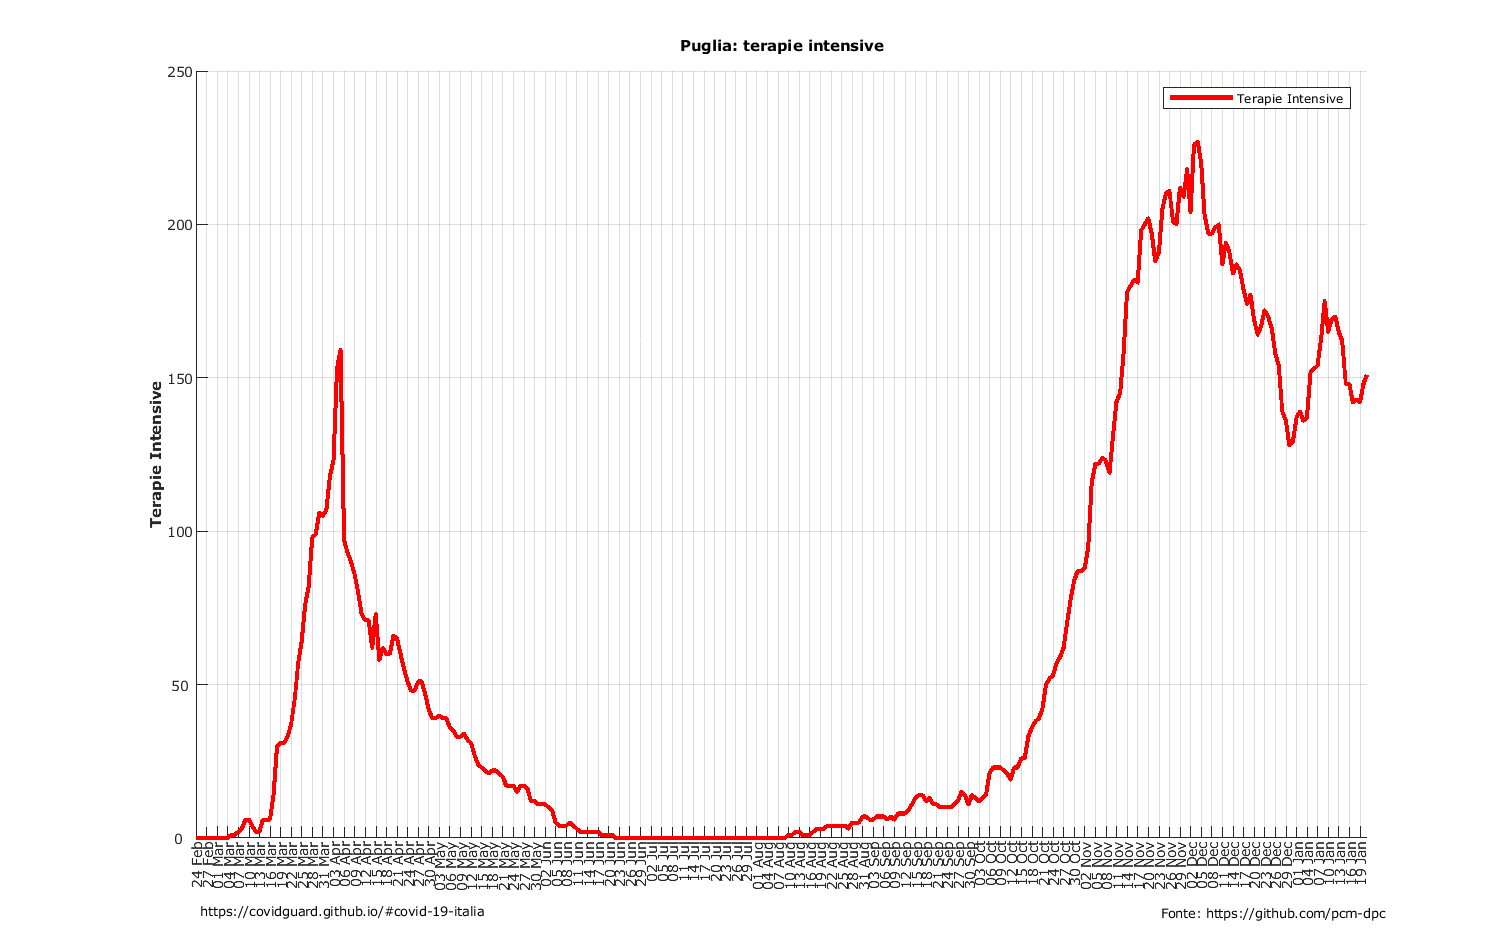 Puglia: terapie intensive
Terapie Intensive
Terapie Intensive
250
200
150
100
50
0
24 Feb
27 Feb
01 Mar
04 Mar
07 Mar
10 Mar
13 Mar
16 Mar
19 Mar
22 Mar
25 Mar
28 Mar
31 Mar
03 Apr
06 Apr
09 Apr
12 Apr
15 Apr
18 Apr
21 Apr
24 Apr
27 Apr
30 Apr
03 May
06 May
09 May
12 May
15 May
18 May
21 May
24 May
27 May
30 May
02 Jun
05 Jun
08 Jun
11 Jun
14 Jun
17 Jun
20 Jun
23 Jun
26 Jun
29 Jun
02 Jul
05 Jul
08 Jul
11 Jul
14 Jul
17 Jul
20 Jul
23 Jul
26 Jul
29 Jul
01 Aug
04 Aug
07 Aug
10 Aug
13 Aug
16 Aug
19 Aug
22 Aug
25 Aug
28 Aug
31 Aug
03 Sep
06 Sep
09 Sep
12 Sep
15 Sep
18 Sep
21 Sep
24 Sep
27 Sep
30 Sep
03 Oct
06 Oct
09 Oct
12 Oct
15 Oct
18 Oct
21 Oct
24 Oct
27 Oct
30 Oct
02 Nov
05 Nov
08 Nov
11 Nov
14 Nov
17 Nov
20 Nov
23 Nov
26 Nov
29 Nov
02 Dec
05 Dec
08 Dec
11 Dec
14 Dec
17 Dec
20 Dec
23 Dec
26 Dec
29 Dec
01 Jan
04 Jan
07 Jan
10 Jan
13 Jan
16 Jan
19 Jan
https://covidguard.github.io/#covid-19-italia
Fonte: https://github.com/pcm-dpc